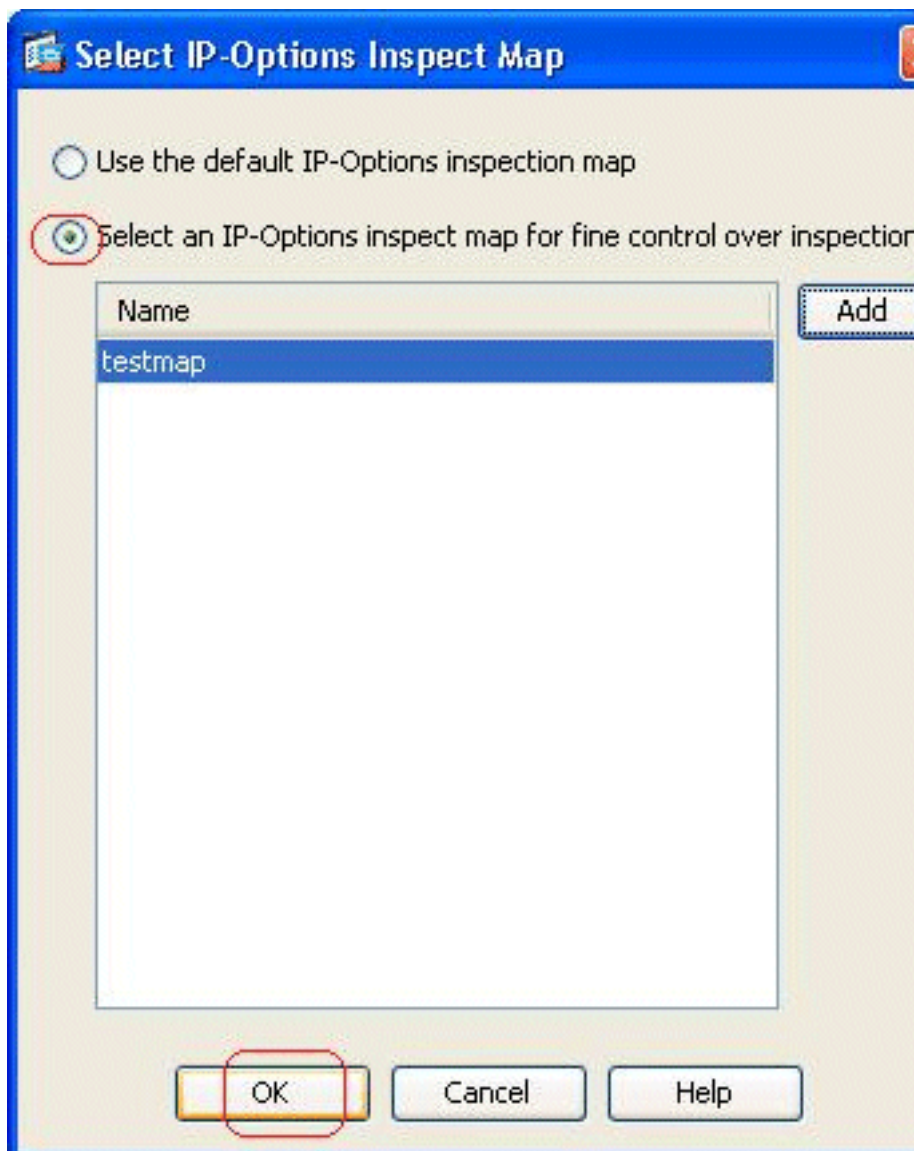 Select IP-Options Inspect Map
Use the default IP-Options inspection map
Select an IP-Options inspect map for fine control over inspection
Name
Add
testmap
OK
Cancel
Help